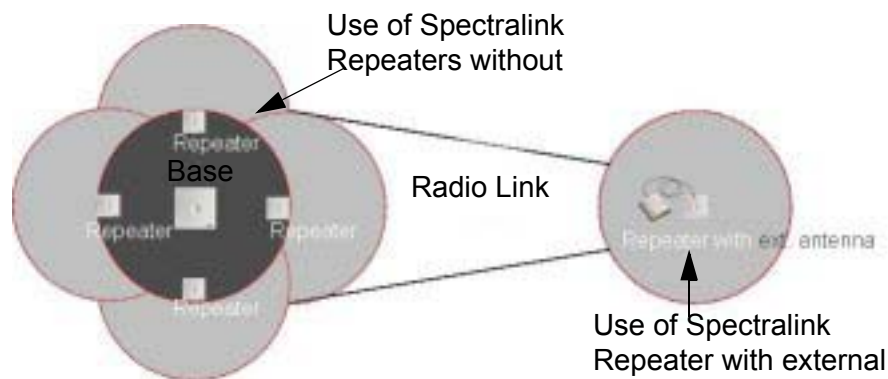 Use of Spectralink
Repeaters without
Repeater
Base
Radio Link
Repeater
Repeater
Repeater with ext. antenna
Repeater
Use of Spectralink
Repeater with external